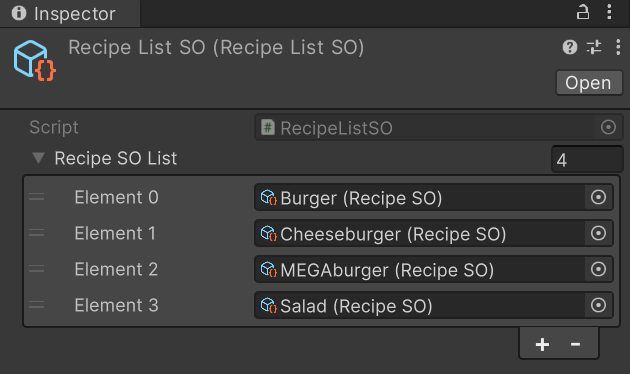 Inspector
Recipe List SO (Recipe List SO)
Open
Script RecipeListSO
Recipe SO List 4
Element 0 Burger (Recipe SO)
Element 1 Cheeseburger (Recipe SO)
Element 2 MEGAburger (Recipe SO)
Element 3 Salad (Recipe SO)
+ -